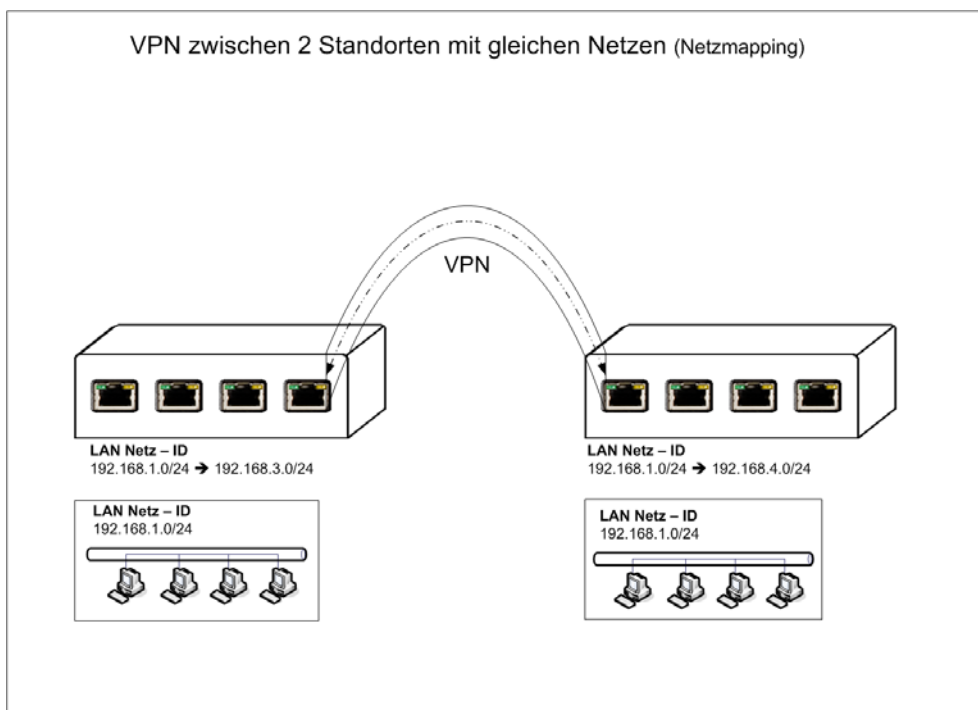 VPN zwischen 2 Standorten mit gleichen Netzen (Netzmapping)
VPN
LAN Netz – ID
192.168.1.0/24 ➔ 192.168.3.0/24
LAN Netz – ID
192.168.1.0/24
LAN Netz – ID
192.168.1.0/24 ➔ 192.168.4.0/24
LAN Netz – ID
192.168.1.0/24